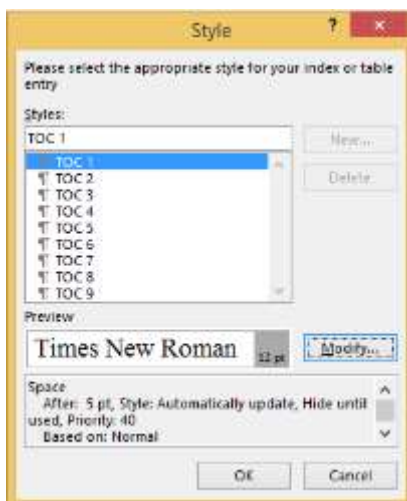 Style
?
Please select the appropriate style for your index or table
entry
Styles:
TOC 1
New...
TOC 1
Delete
TOC 2
TOC 3
TOC 4
TOC 5
TOC 6
TOC 7
TOC 8
TOC 9
Preview
Times New Roman 12 pt
Modify...
Space
After: 5 pt, Style: Automatically update, Hide until
used, Priority: 40
Based on: Normal
OK
Cancel